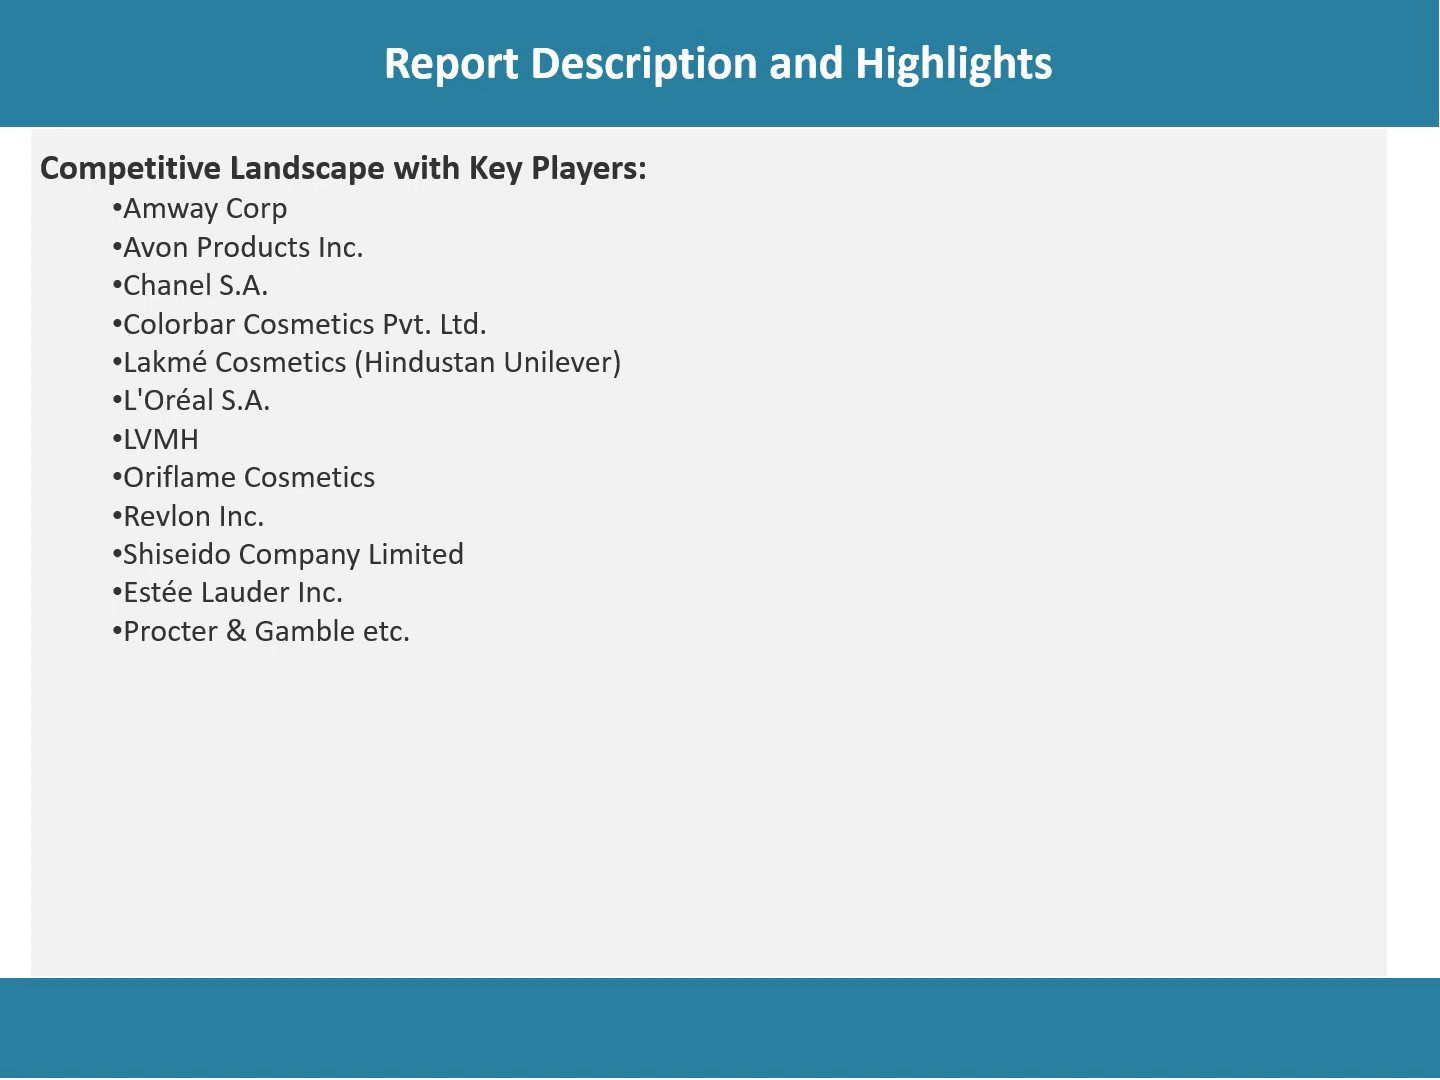 Report Description and Highlights
Competitive Landscape with Key Players:
•Amway Corp
•Avon Products Inc.
•Chanel S.A.
•Colorbar Cosmetics Pvt. Ltd.
•Lakmé Cosmetics (Hindustan Unilever)
•L'Oréal S.A.
•LVMH
•Oriflame Cosmetics
•Revlon Inc.
•Shiseido Company Limited
•Estée Lauder Inc.
•Procter & Gamble etc.